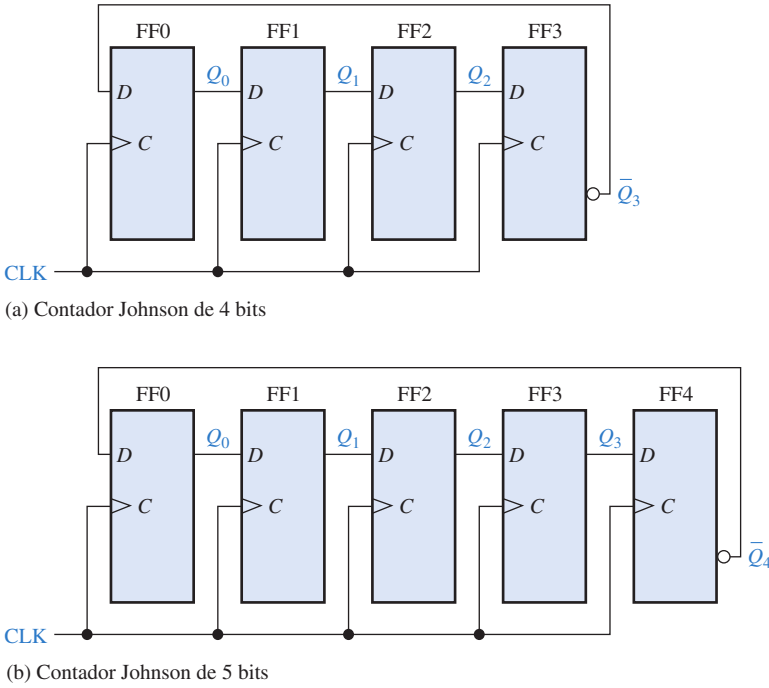 FF0 FF1 FF2 FF3
Q0 Q1 Q2
D D D D
C C C C
Q̅3
CLK
(a) Contador Johnson de 4 bits
FF0 FF1 FF2 FF3 FF4
Q0 Q1 Q2 Q3
D D D D D
C C C C C
Q̅4
CLK
(b) Contador Johnson de 5 bits